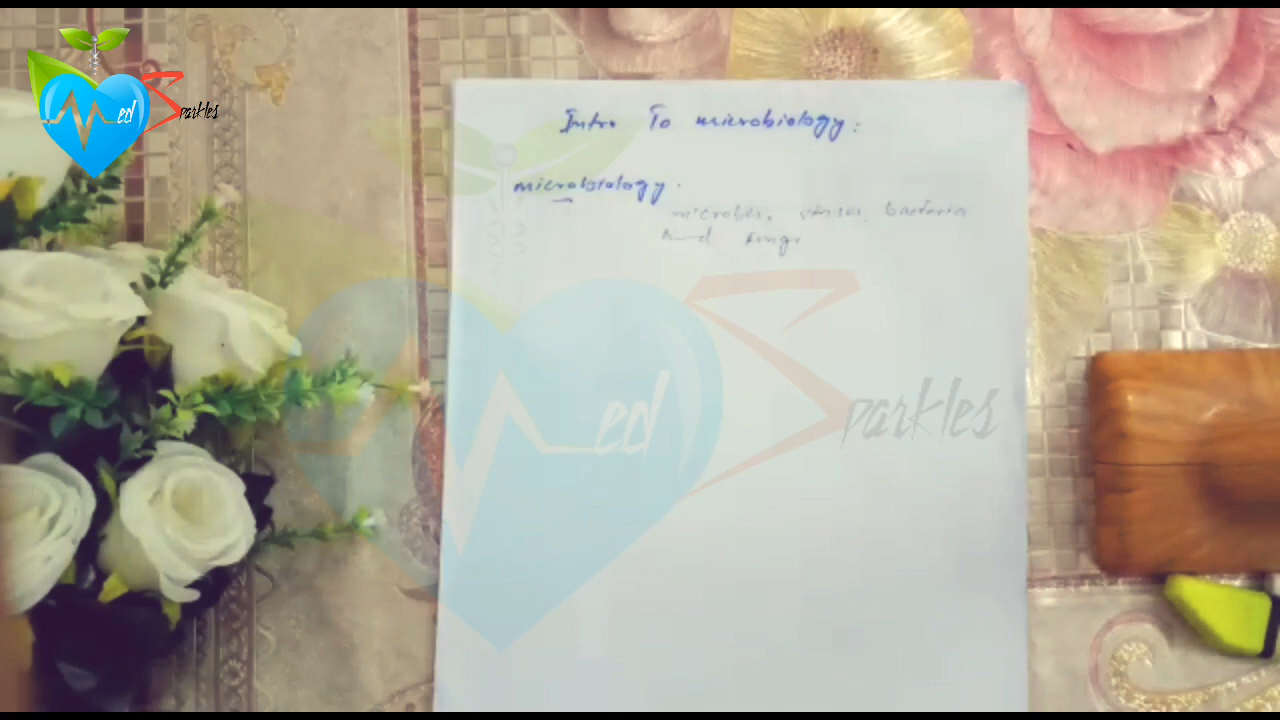 Med Sparkles
Intro To microbiology:
microbiology.
microbes, viruses, bacteria
And fungi
Med Sparkles